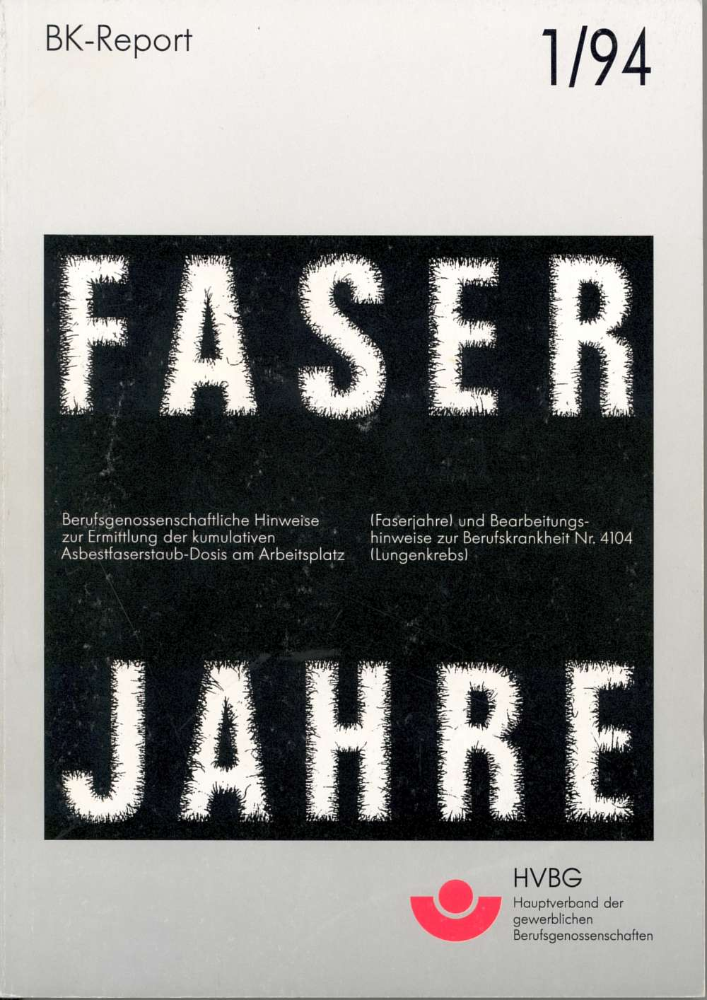 BK-Report
1/94
FASER
Berufsgenossenschaftliche Hinweise
zur Ermittlung der kumulativen
Asbestfaserstaub-Dosis am Arbeitsplatz
(Faserjahre) und Bearbeitungs-
hinweise zur Berufskrankheit Nr. 4104
(Lungenkrebs)
JAHRE
HVBG
Hauptverband der
gewerblichen
Berufsgenossenschaften